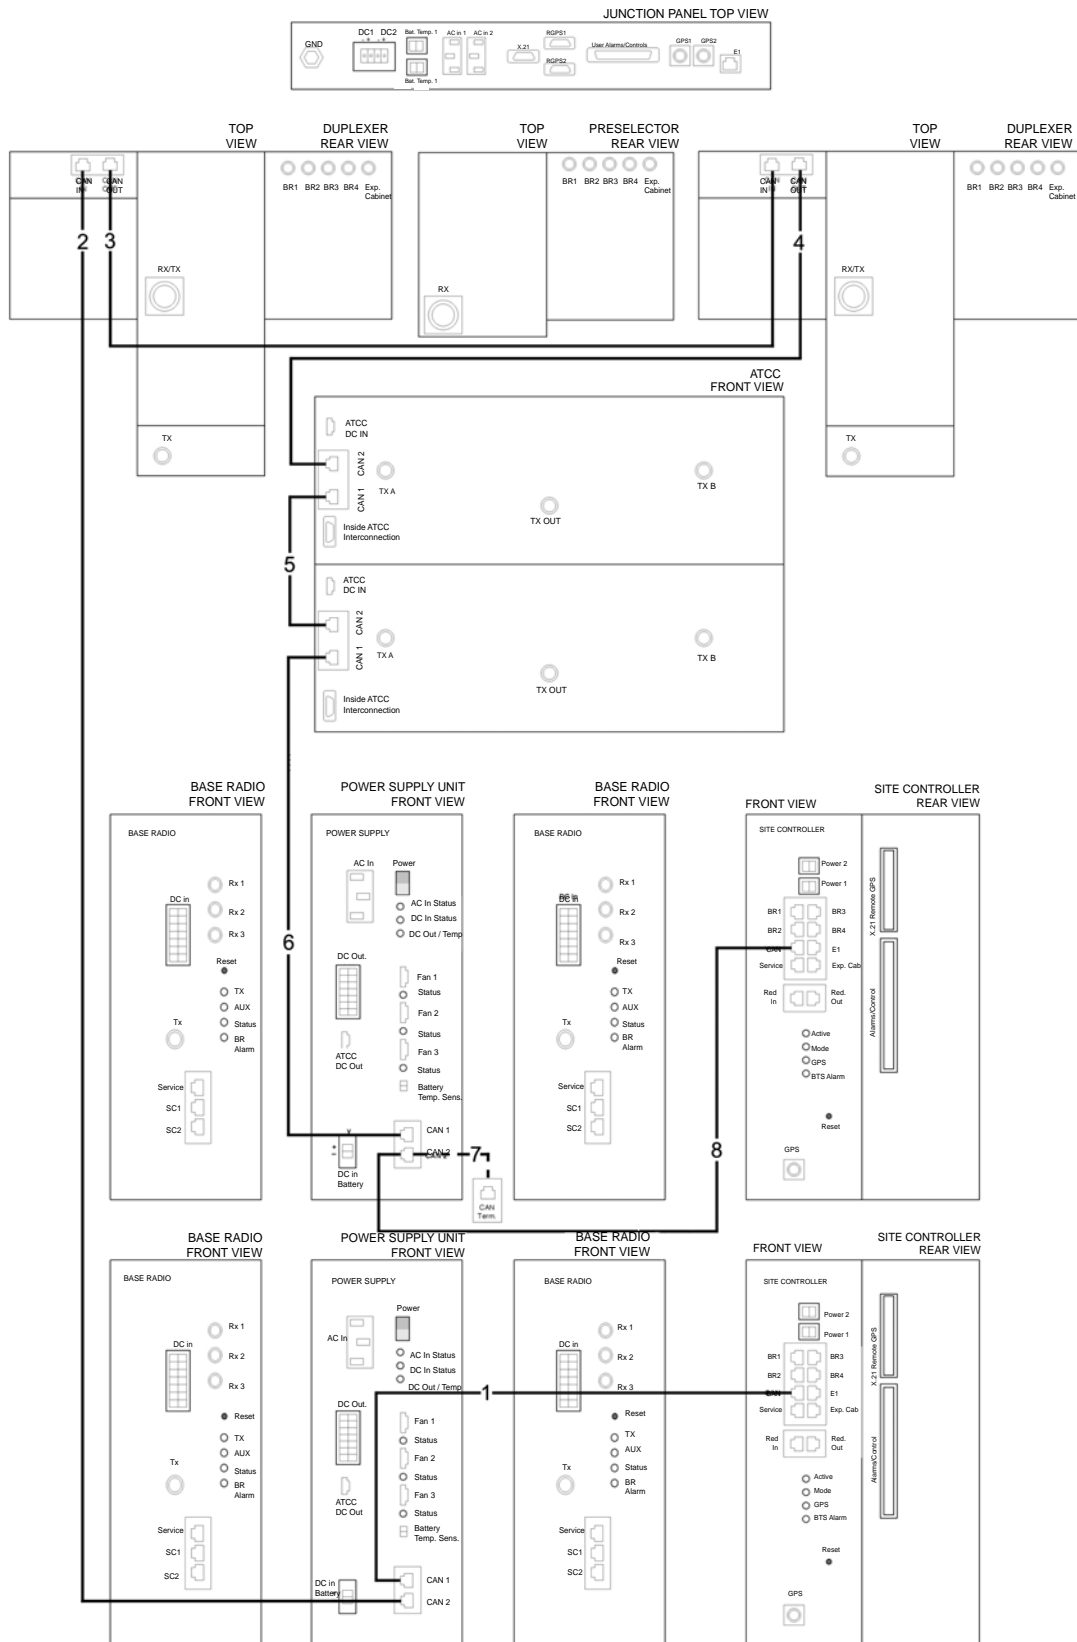 JUNCTION PANEL TOP VIEW
GND
DC1 DC2
- + - +
Bat. Temp. 1
Bat. Temp. 1
AC in 1
AC in 2
X.21
RGPS1
RGPS2
User Alarms/Controls
GPS1
GPS2
E1
TOP
VIEW
DUPLEXER
REAR VIEW
TOP
VIEW
PRESELECTOR
REAR VIEW
TOP
VIEW
DUPLEXER
REAR VIEW
CAN
IN
CAN
OUT
BR1 BR2 BR3 BR4 Exp.
Cabinet
BR1 BR2 BR3 BR4 Exp.
Cabinet
CAN
IN
CAN
OUT
BR1 BR2 BR3 BR4 Exp.
Cabinet
2
3
4
RX/TX
RX
RX/TX
TX
TX
ATCC
FRONT VIEW
ATCC
DC IN
CAN 2
CAN 1
TX A
TX OUT
TX B
Inside ATCC
Interconnection
5
ATCC
DC IN
CAN 2
CAN 1
TX A
TX OUT
TX B
Inside ATCC
Interconnection
BASE RADIO
FRONT VIEW
POWER SUPPLY UNIT
FRONT VIEW
BASE RADIO
FRONT VIEW
FRONT VIEW
SITE CONTROLLER
REAR VIEW
BASE RADIO
DC in
Rx 1
Rx 2
Rx 3
Reset
TX
AUX
Status
BR
Alarm
Tx
Service
SC1
SC2
6
POWER SUPPLY
AC In
Power
AC In Status
DC In Status
DC Out / Temp
DC Out.
Fan 1
Status
Fan 2
Status
Fan 3
Status
ATCC
DC Out
Battery
Temp. Sens.
CAN 1
CAN 2
+
-
DC in
Battery
7
CAN
Term.
BASE RADIO
DC in
Rx 1
Rx 2
Rx 3
Reset
TX
AUX
Status
BR
Alarm
Tx
Service
SC1
SC2
8
SITE CONTROLLER
Power 2
Power 1
BR1
BR3
BR2
BR4
CAN
E1
Service
Exp. Cab
Red
In
Red.
Out
Active
Mode
GPS
BTS Alarm
Reset
GPS
X.21 Remote GPS
Alarms/Control
BASE RADIO
FRONT VIEW
POWER SUPPLY UNIT
FRONT VIEW
BASE RADIO
FRONT VIEW
FRONT VIEW
SITE CONTROLLER
REAR VIEW
BASE RADIO
DC in
Rx 1
Rx 2
Rx 3
Reset
TX
AUX
Status
BR
Alarm
Tx
Service
SC1
SC2
POWER SUPPLY
AC In
Power
AC In Status
DC In Status
DC Out / Temp
DC Out.
Fan 1
Status
Fan 2
Status
Fan 3
Status
ATCC
DC Out
Battery
Temp. Sens.
DC in
Battery
CAN 1
CAN 2
1
BASE RADIO
DC in
Rx 1
Rx 2
Rx 3
Reset
TX
AUX
Status
BR
Alarm
Tx
Service
SC1
SC2
SITE CONTROLLER
Power 2
Power 1
BR1
BR3
BR2
BR4
CAN
E1
Service
Exp. Cab
Red
In
Red.
Out
Active
Mode
GPS
BTS Alarm
Reset
GPS
X.21 Remote GPS
Alarms/Control